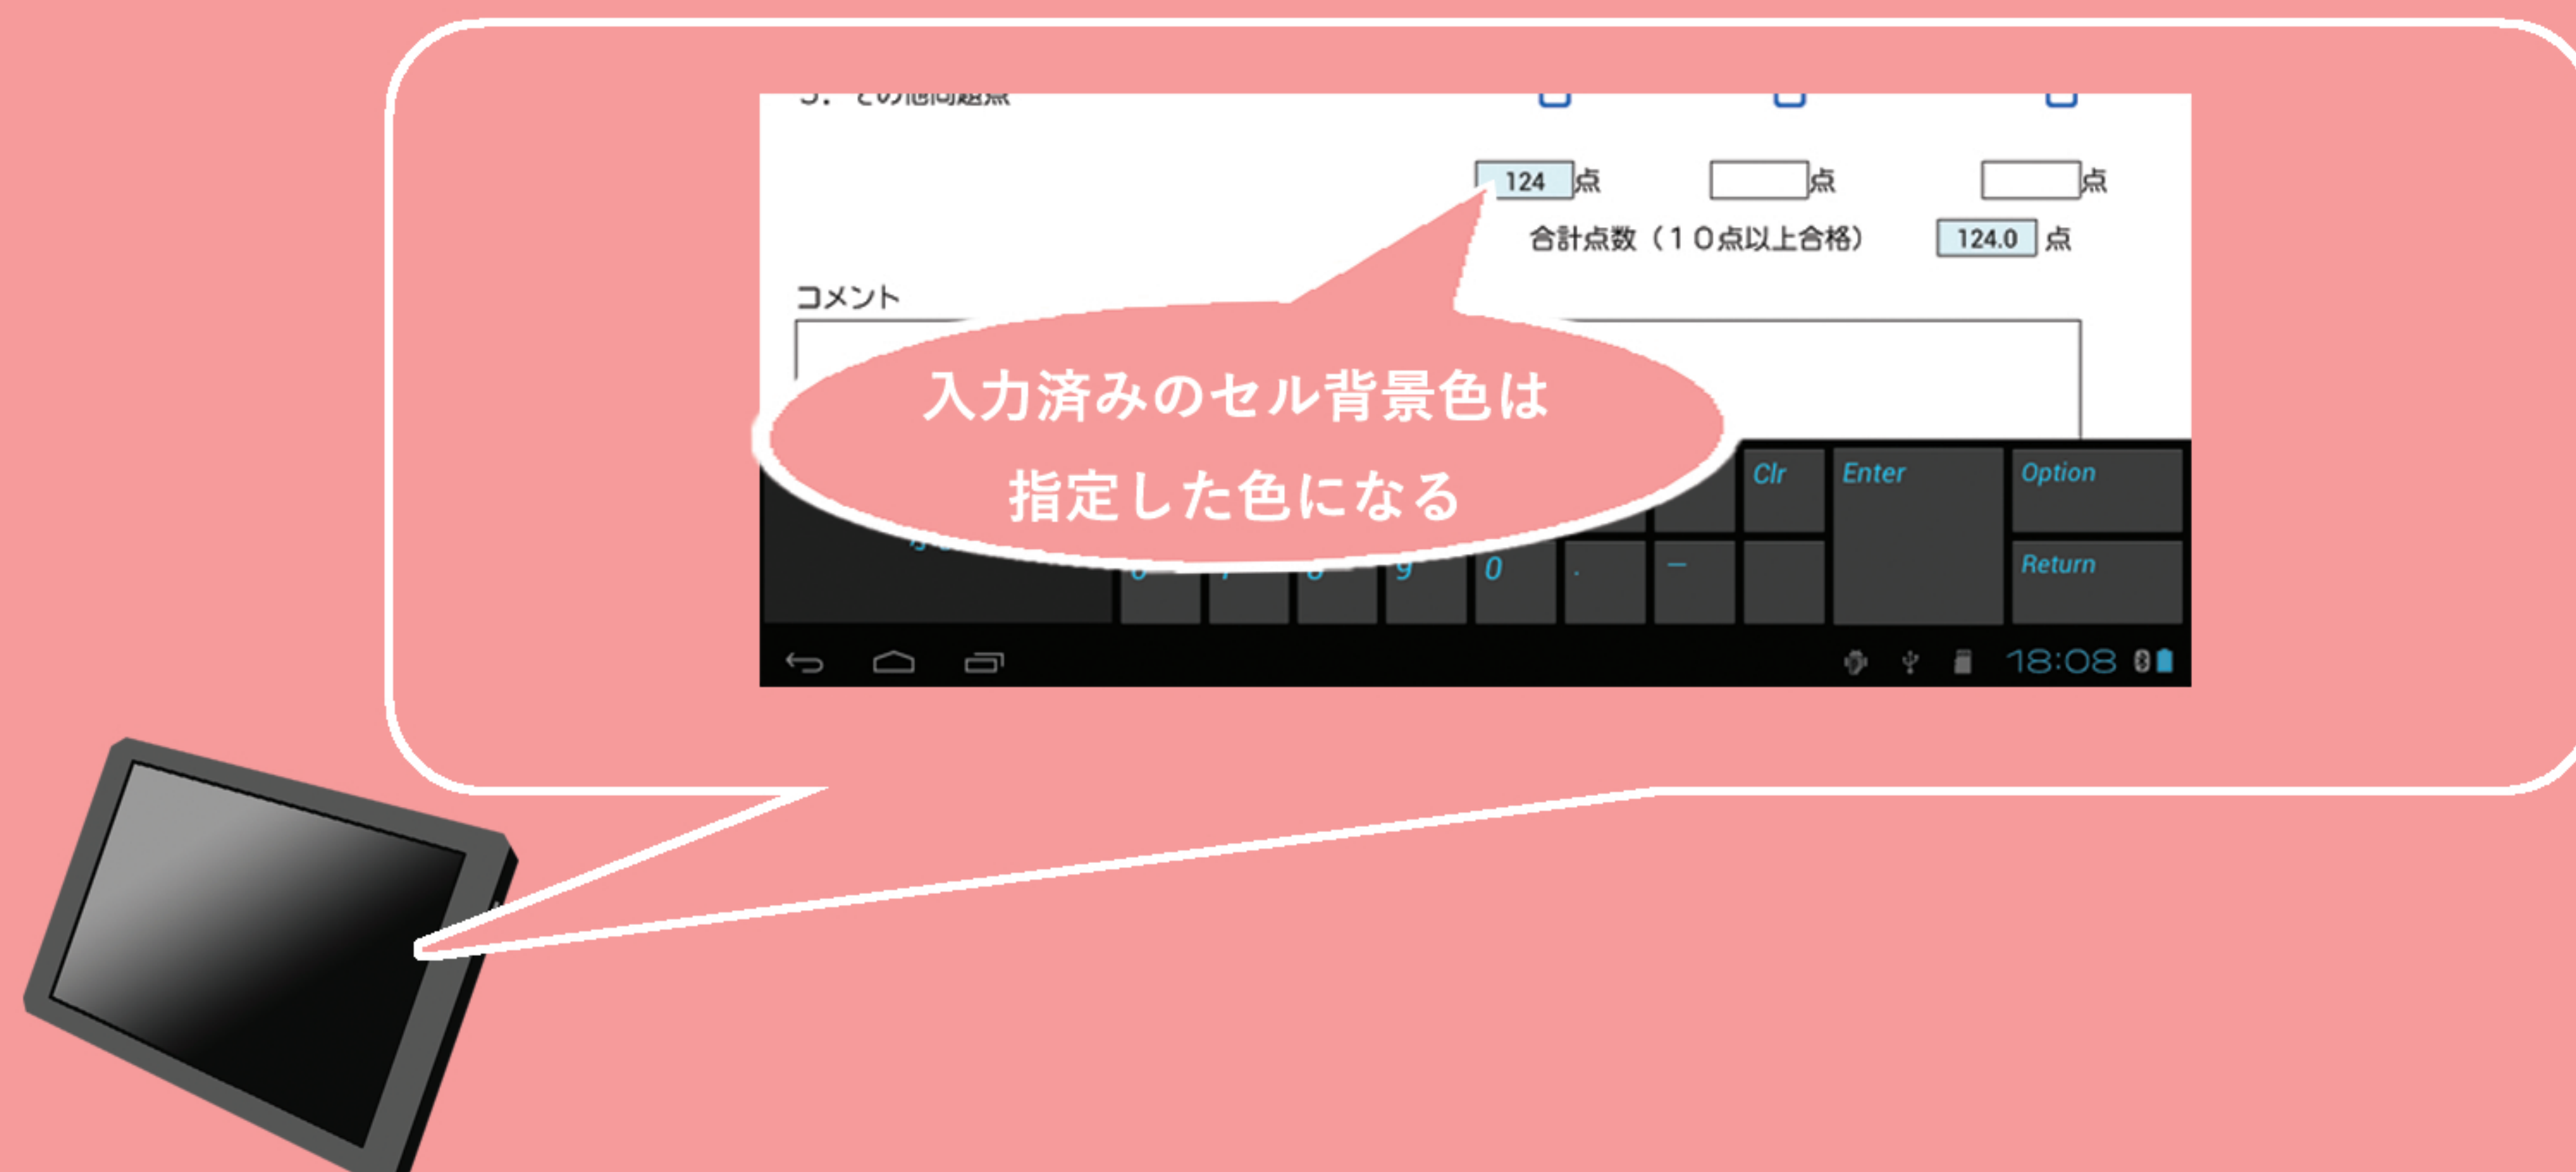 124 点 点 点
合計点数（１０点以上合格） 124.0 点
コメント
入力済みのセル背景色は
指定した色になる
Clr Enter Option
9 0 . － Return
18:08